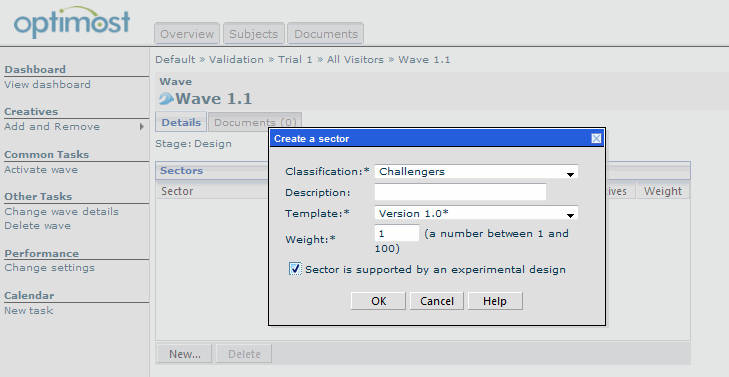 optimost
Overview Subjects Documents
Default » Validation » Trial 1 » All Visitors » Wave 1.1
Dashboard
View dashboard
Creatives
Add and Remove
Common Tasks
Activate wave
Other Tasks
Change wave details
Delete wave
Performance
Change settings
Calendar
New task
Wave
Wave 1.1
Details Documents (0)
Stage: Design
Sectors
Sector Weight
Create a sector
Classification:* Challengers
Description:
Template:* Version 1.0*
Weight:* 1 (a number between 1 and
100)
Sector is supported by an experimental design
OK Cancel Help
New... Delete